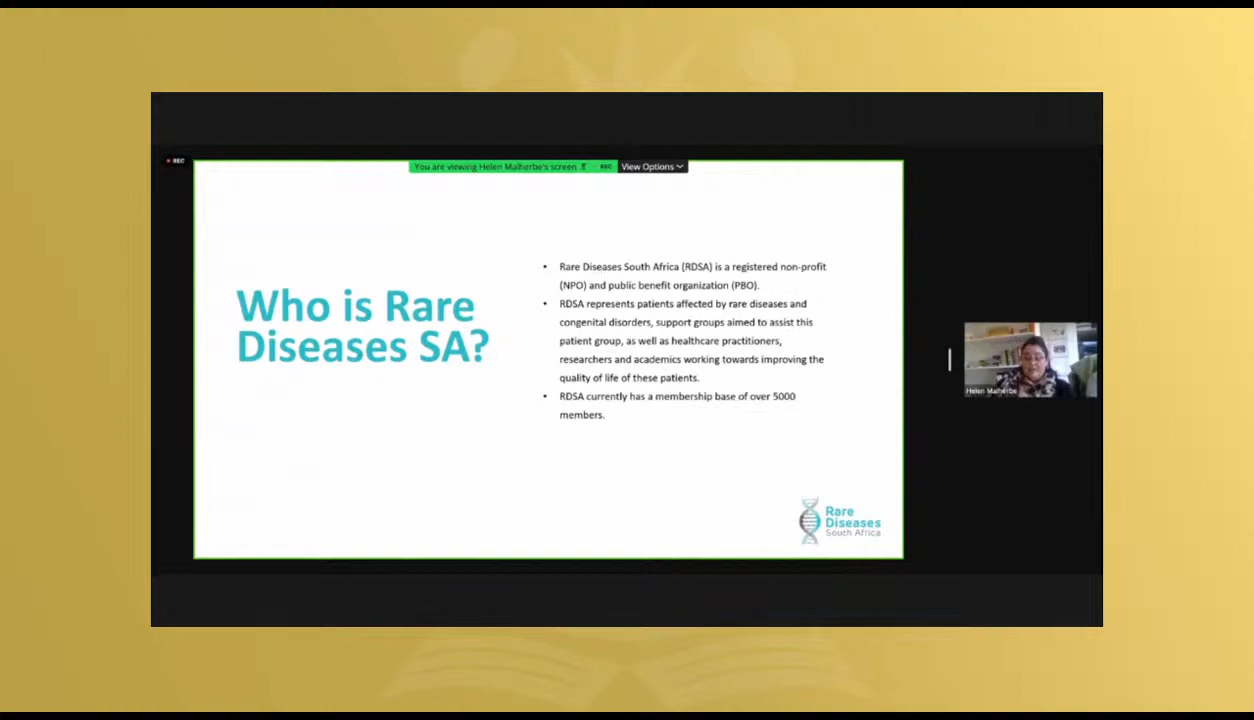 REC
You are viewing Helen Malherbe's screen
REC
View Options
Who is Rare
Diseases SA?
• Rare Diseases South Africa (RDSA) is a registered non-profit
(NPO) and public benefit organization (PBO).
• RDSA represents patients affected by rare diseases and
congenital disorders, support groups aimed to assist this
patient group, as well as healthcare practitioners,
researchers and academics working towards improving the
quality of life of these patients.
• RDSA currently has a membership base of over 5000
members.
Rare
Diseases
South Africa
Helen Malherbe